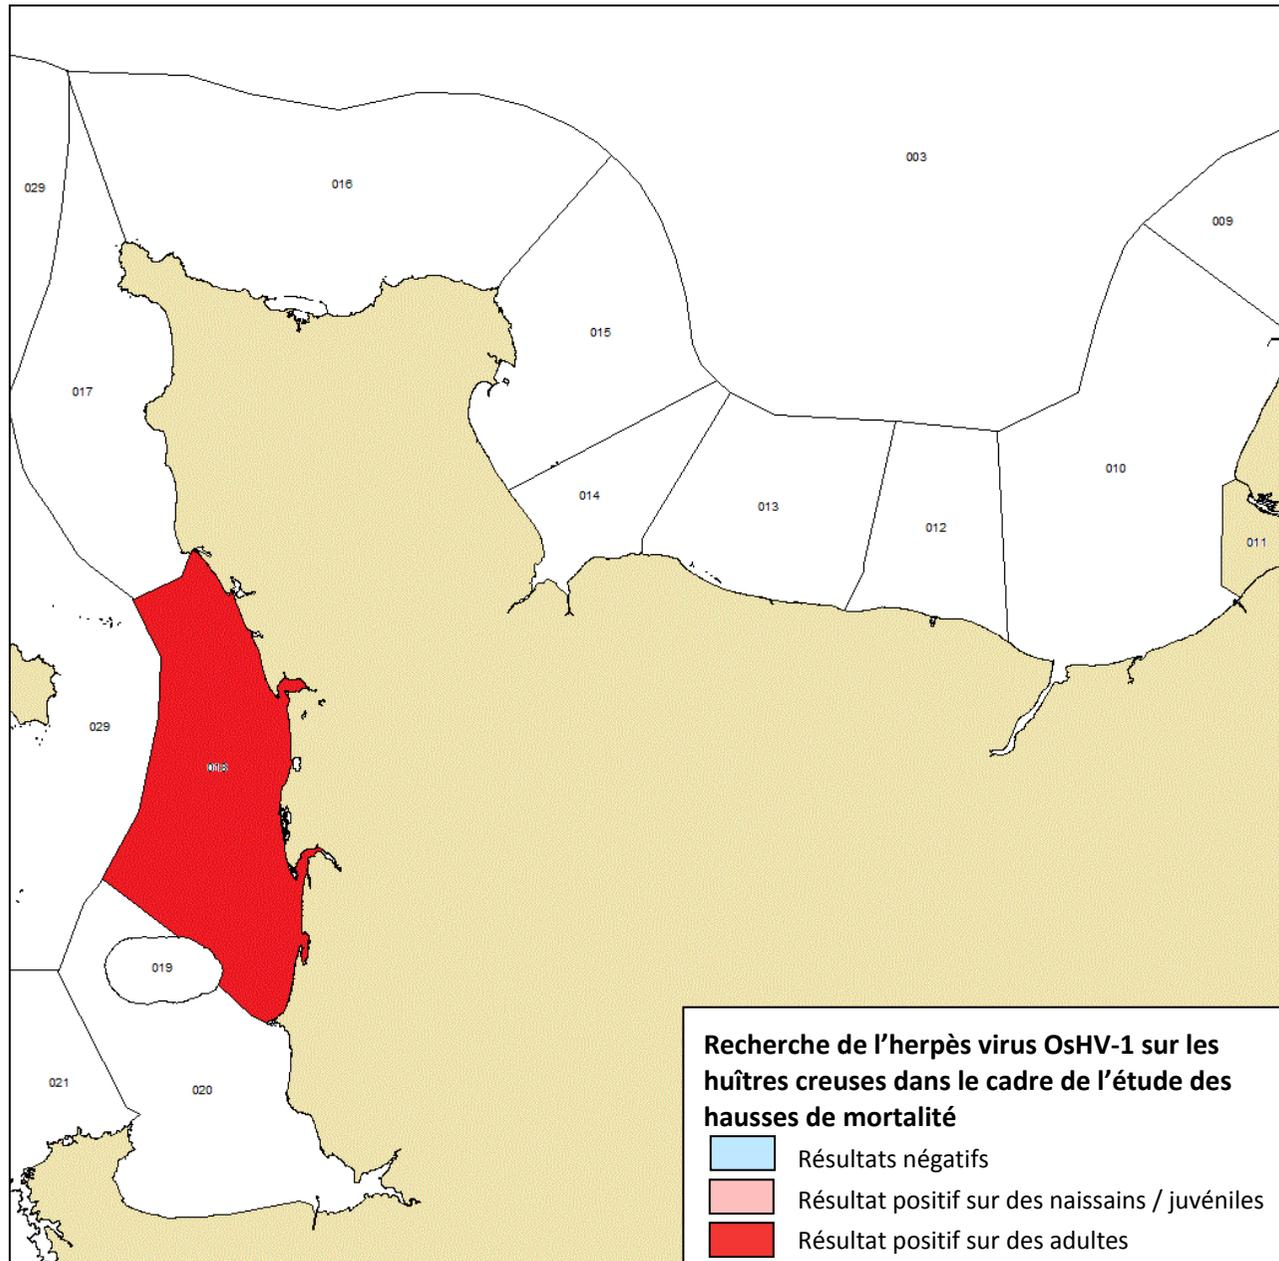 003
016
029
009
015
017
010
014
013
012
011
029
018
019
021
020
Recherche de l’herpès virus OsHV-1 sur les
huîtres creuses dans le cadre de l’étude des
hausses de mortalité
Résultats négatifs
Résultat positif sur des naissains / juvéniles
Résultat positif sur des adultes